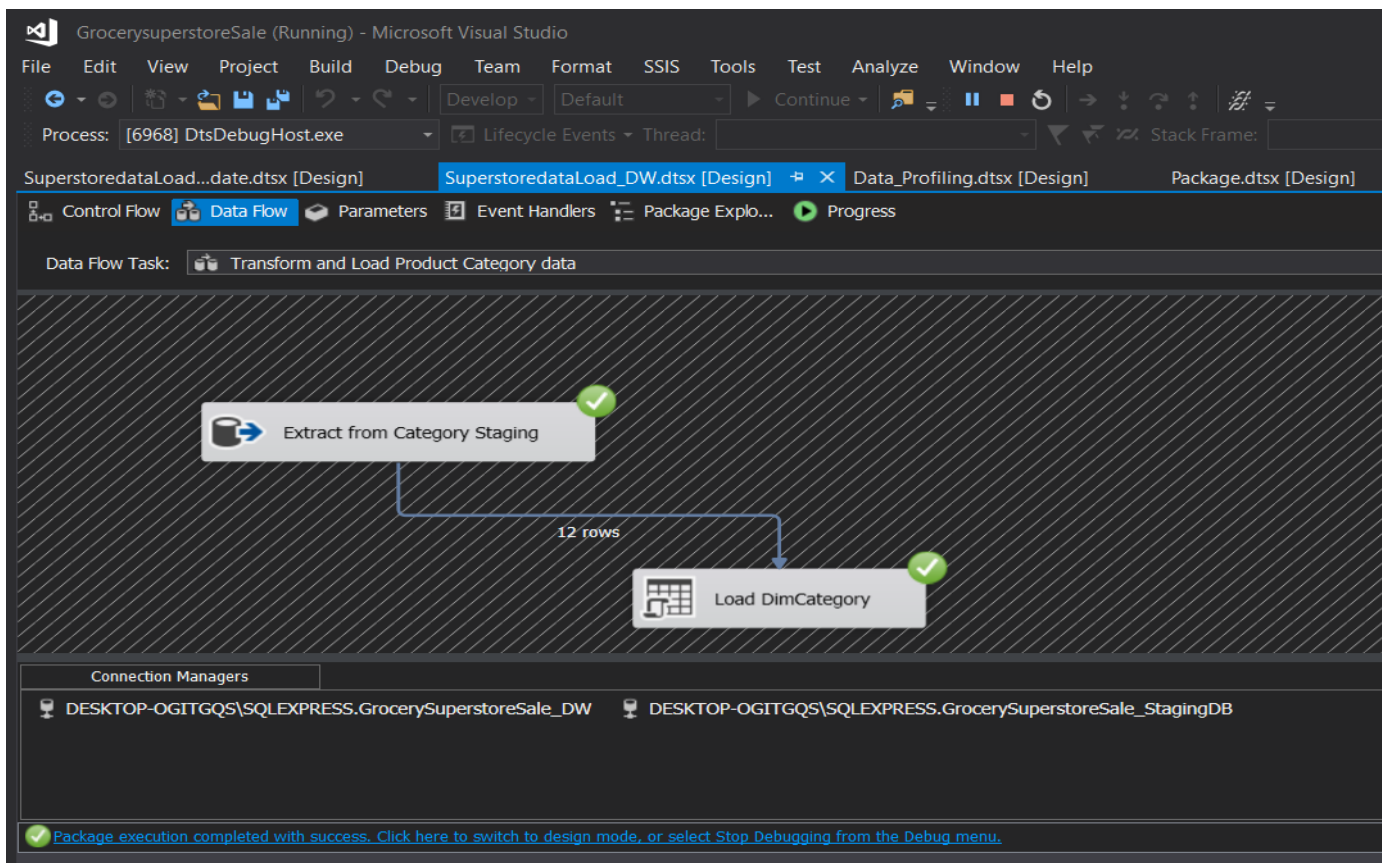 GrocerysuperstoreSale (Running) - Microsoft Visual Studio
File Edit View Project Build Debug Team Format SSIS Tools Test Analyze Window Help
Develop Default Continue
Process: [6968] DtsDebugHost.exe Lifecycle Events Thread: Stack Frame:
SuperstoredataLoad...date.dtsx [Design] SuperstoredataLoad_DW.dtsx [Design] Data_Profiling.dtsx [Design] Package.dtsx [Design]
Control Flow Data Flow Parameters Event Handlers Package Explo... Progress
Data Flow Task: Transform and Load Product Category data
Extract from Category Staging
12 rows
Load DimCategory
Connection Managers
DESKTOP-OGITGQS\SQLEXPRESS.GrocerySuperstoreSale_DW DESKTOP-OGITGQS\SQLEXPRESS.GrocerySuperstoreSale_StagingDB
Package execution completed with success. Click here to switch to design mode, or select Stop Debugging from the Debug menu.